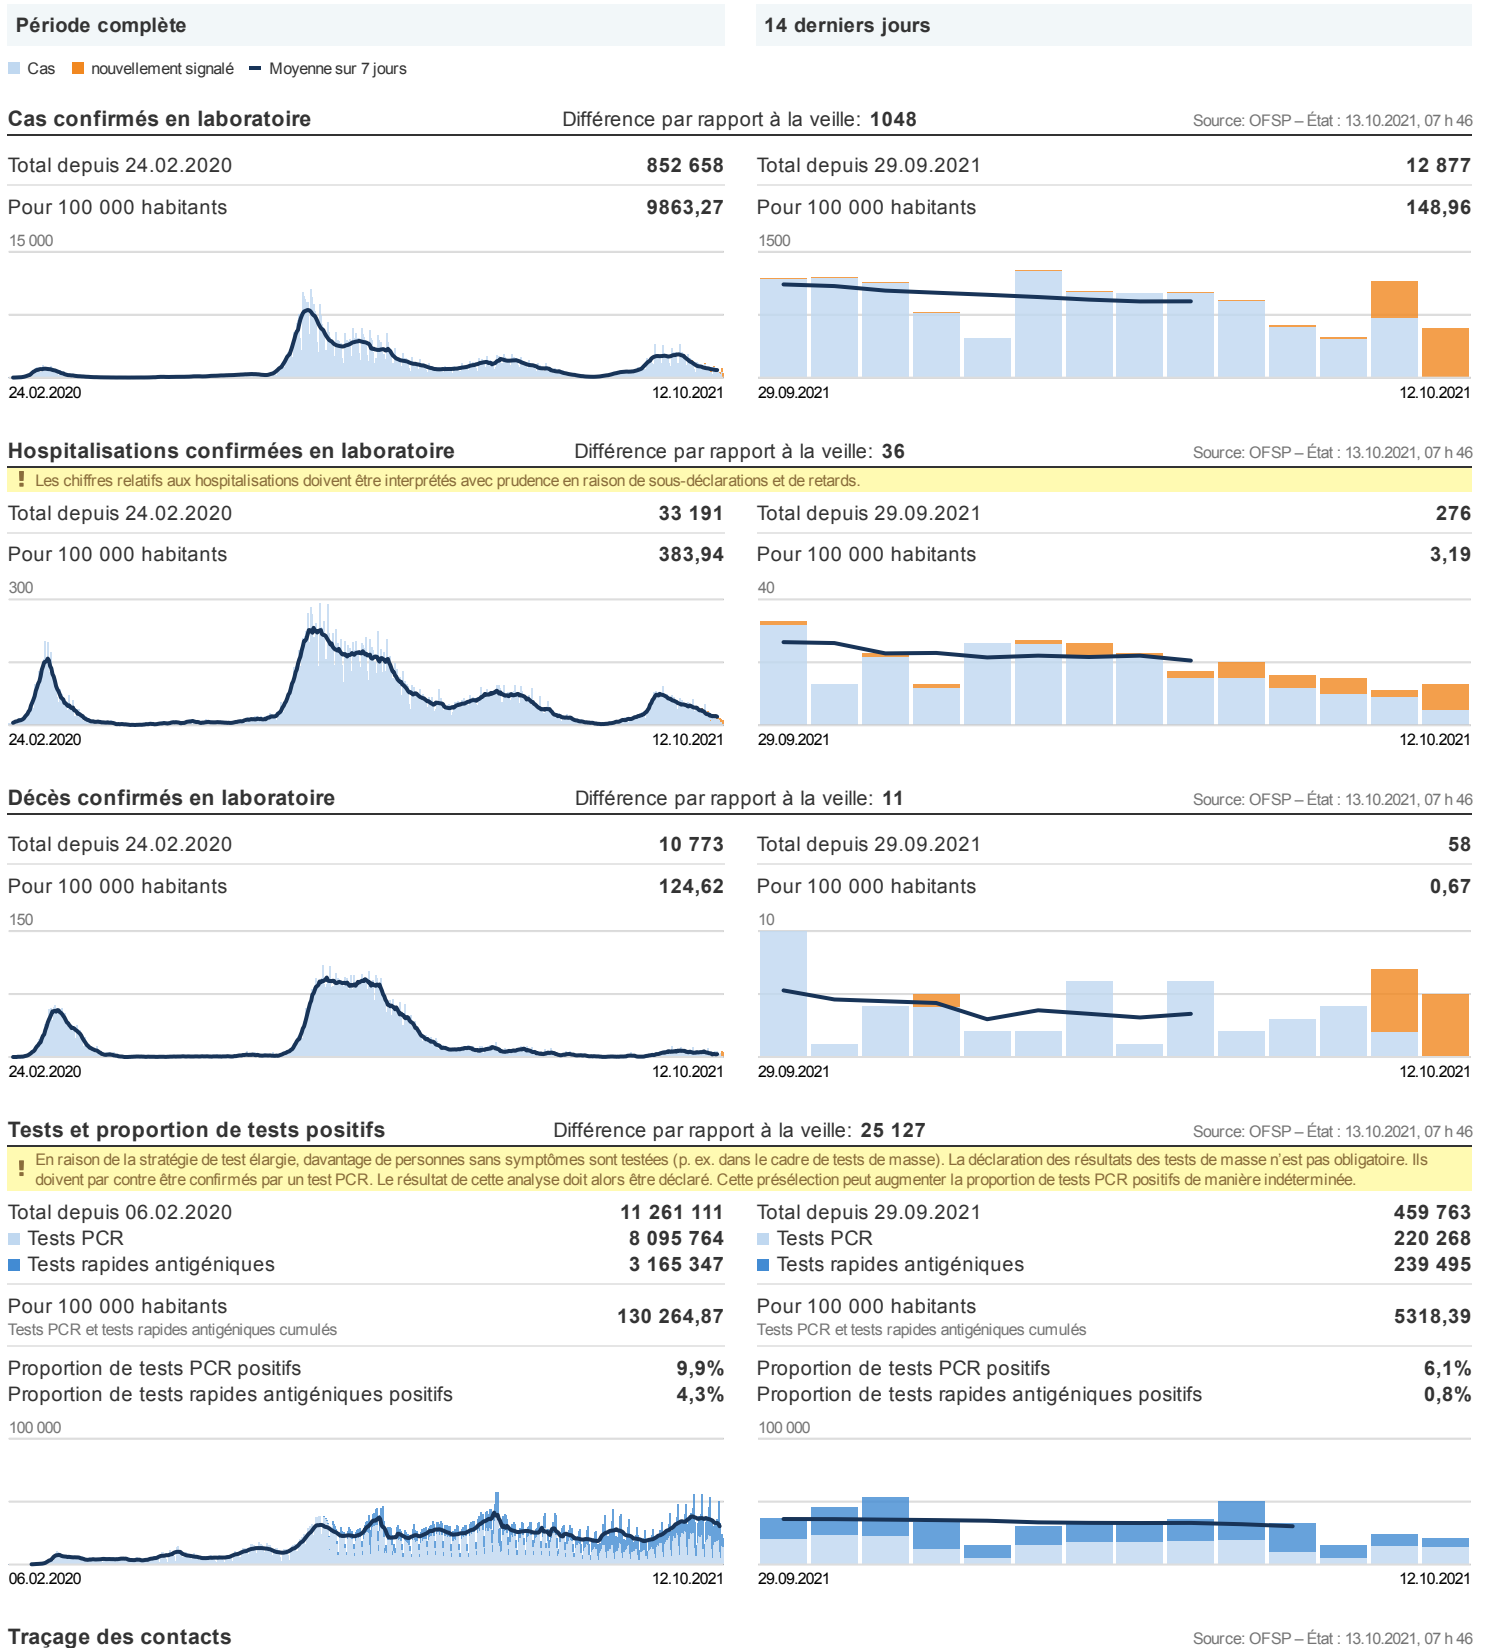 Période complète
14 derniers jours
Cas nouvellement signalé Moyenne sur 7 jours
Cas confirmés en laboratoire Différence par rapport à la veille: 1048 Source: OFSP – État : 13.10.2021, 07 h 46
Total depuis 24.02.2020 852 658
Pour 100 000 habitants 9863,27
15 000
24.02.2020 12.10.2021
Total depuis 29.09.2021 12 877
Pour 100 000 habitants 148,96
1500
29.09.2021 12.10.2021
Hospitalisations confirmées en laboratoire Différence par rapport à la veille: 36 Source: OFSP – État : 13.10.2021, 07 h 46
! Les chiffres relatifs aux hospitalisations doivent être interprétés avec prudence en raison de sous-déclarations et de retards.
Total depuis 24.02.2020 33 191
Pour 100 000 habitants 383,94
300
24.02.2020 12.10.2021
Total depuis 29.09.2021 276
Pour 100 000 habitants 3,19
40
29.09.2021 12.10.2021
Décès confirmés en laboratoire Différence par rapport à la veille: 11 Source: OFSP – État : 13.10.2021, 07 h 46
Total depuis 24.02.2020 10 773
Pour 100 000 habitants 124,62
150
24.02.2020 12.10.2021
Total depuis 29.09.2021 58
Pour 100 000 habitants 0,67
10
29.09.2021 12.10.2021
Tests et proportion de tests positifs Différence par rapport à la veille: 25 127 Source: OFSP – État : 13.10.2021, 07 h 46
! En raison de la stratégie de test élargie, davantage de personnes sans symptômes sont testées (p. ex. dans le cadre de tests de masse). La déclaration des résultats des tests de masse n’est pas obligatoire. Ils
doivent par contre être confirmés par un test PCR. Le résultat de cette analyse doit alors être déclaré. Cette présélection peut augmenter la proportion de tests PCR positifs de manière indéterminée.
Total depuis 06.02.2020 11 261 111
Tests PCR 8 095 764
Tests rapides antigéniques 3 165 347
Pour 100 000 habitants 130 264,87
Tests PCR et tests rapides antigéniques cumulés
Proportion de tests PCR positifs 9,9%
Proportion de tests rapides antigéniques positifs 4,3%
100 000
06.02.2020 12.10.2021
Total depuis 29.09.2021 459 763
Tests PCR 220 268
Tests rapides antigéniques 239 495
Pour 100 000 habitants 5318,39
Tests PCR et tests rapides antigéniques cumulés
Proportion de tests PCR positifs 6,1%
Proportion de tests rapides antigéniques positifs 0,8%
100 000
29.09.2021 12.10.2021
Traçage des contacts Source: OFSP – État : 13.10.2021, 07 h 46